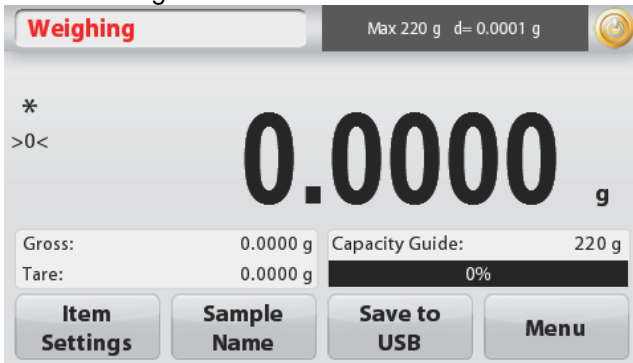 Weighing
Max 220 g d= 0.0001 g
*
>0<
0.0000 g
Gross: 0.0000 g
Tare: 0.0000 g
Capacity Guide: 220 g
0%
Item Settings
Sample Name
Save to USB
Menu